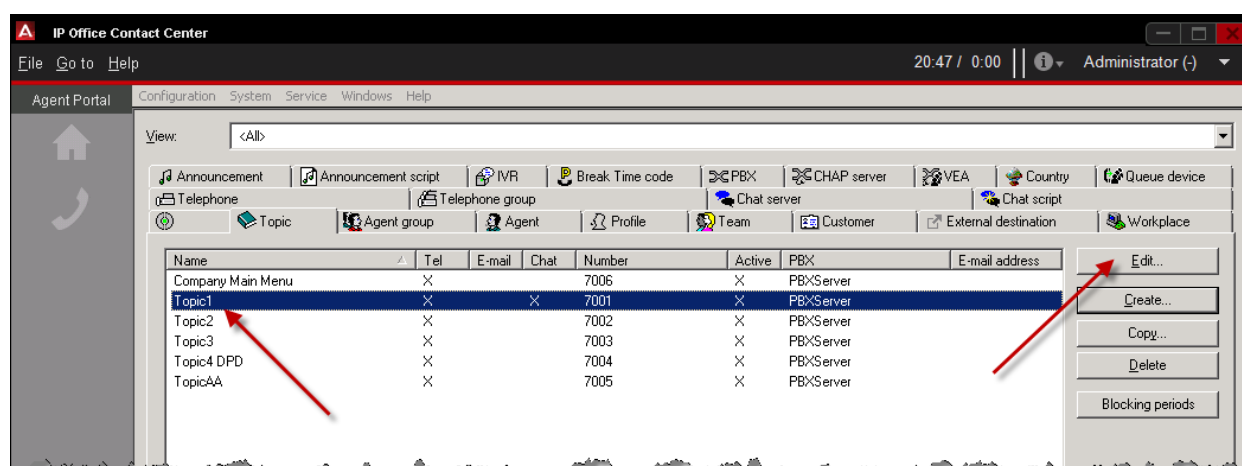 IP Office Contact Center
File Go to Help 20:47 / 0:00 Administrator (-)
Agent Portal Configuration System Service Windows Help
View: <All>
Announcement Announcement script IVR Break Time code PBX CHAP server VEA Country Queue device
Telephone Telephone group Chat server Chat script
Topic Agent group Agent Profile Team Customer External destination Workplace
Name Tel E-mail Chat Number Active PBX E-mail address Edit...
Company Main Menu X 7006 X PBXServer
Topic1 X X 7001 X PBXServer Create...
Topic2 X 7002 X PBXServer
Topic3 X 7003 X PBXServer Copy...
Topic4 DPD X 7004 X PBXServer Delete
TopicAA X 7005 X PBXServer
Blocking periods